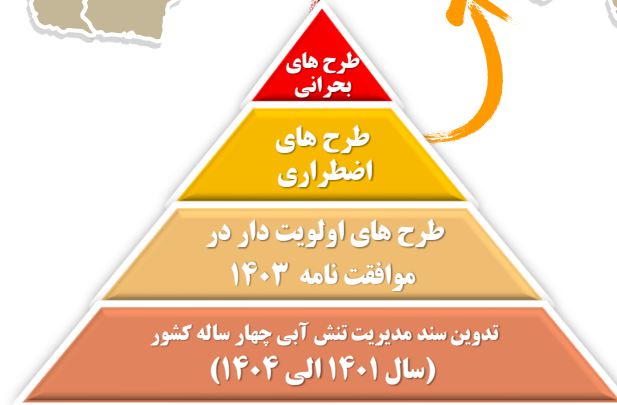 طرح های
بحرانی
طرح های
اضطراری
طرح های اولویت دار در
موافقت نامه ۱۴۰۳
تدوین سند مدیریت تنش آبی چهار ساله کشور
(سال ۱۴۰۱ الی ۱۴۰۴)